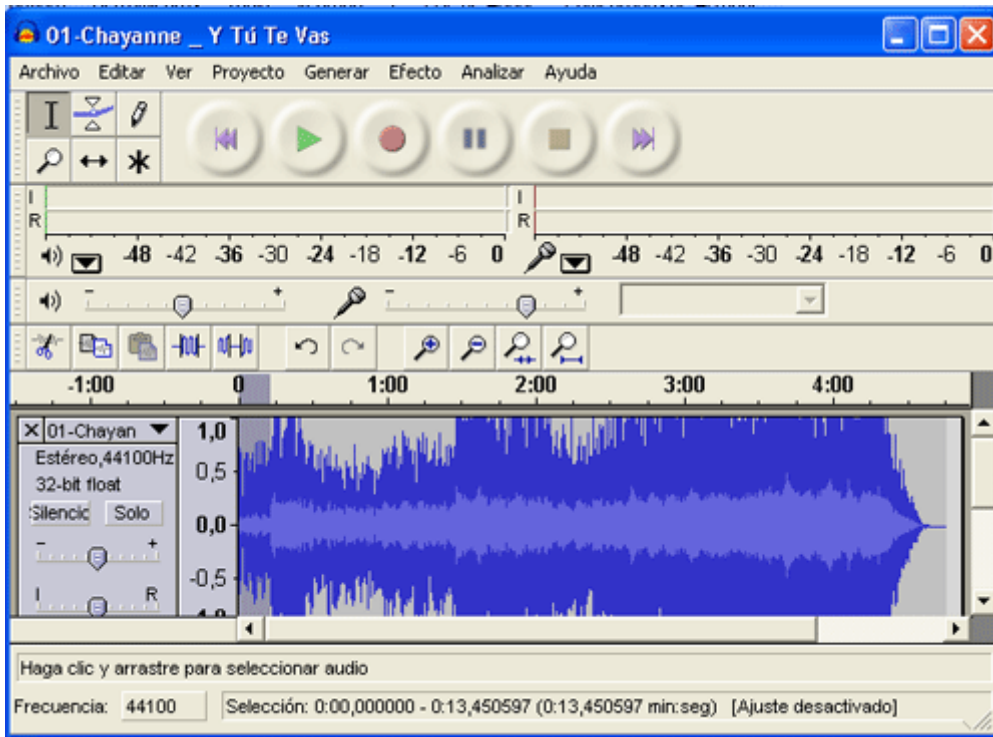 01-Chayanne _ Y Tú Te Vas
Archivo Editar Ver Proyecto Generar Efecto Analizar Ayuda
I I
R R
-48 -42 -36 -30 -24 -18 -12 -6 0 -48 -42 -36 -30 -24 -18 -12 -6 0
- + - +
-1:00 0 1:00 2:00 3:00 4:00
01-Chayan 1,0
Estéreo,44100Hz
32-bit float 0,5
Silencio Solo
0,0
- +
-0,5
I R
Haga clic y arrastre para seleccionar audio
Frecuencia: 44100 Selección: 0:00,000000 - 0:13,450597 (0:13,450597 min:seg) [Ajuste desactivado]